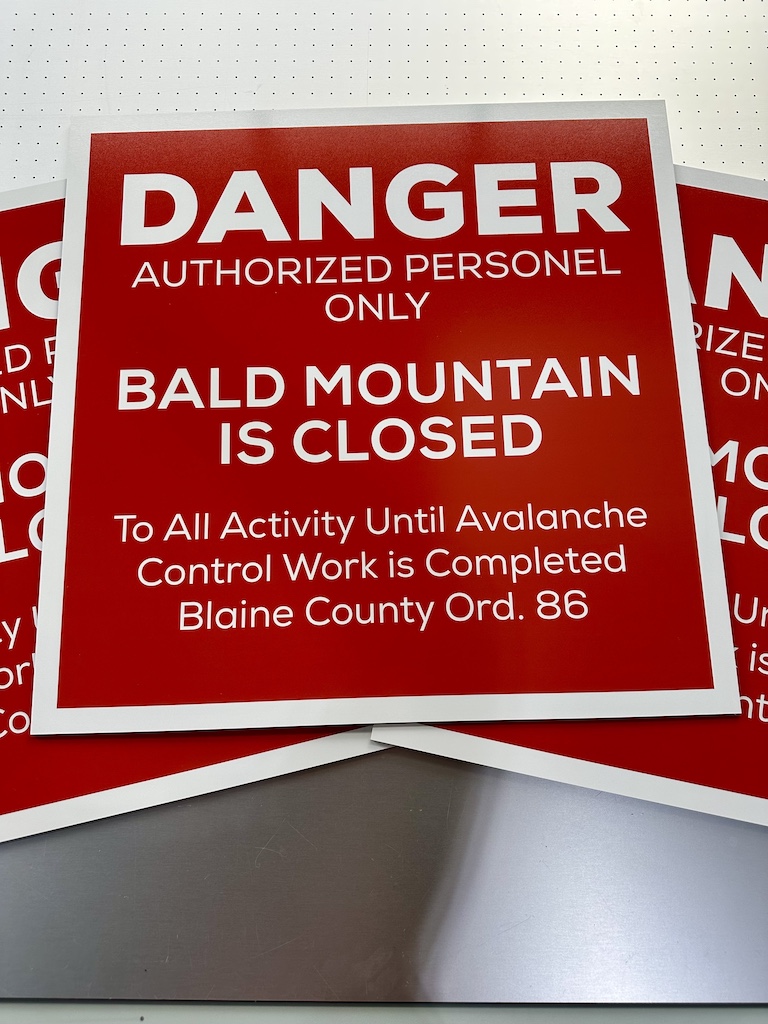 DANGER
AUTHORIZED PERSONEL
ONLY
BALD MOUNTAIN
IS CLOSED
To All Activity Until Avalanche
Control Work is Completed
Blaine County Ord. 86